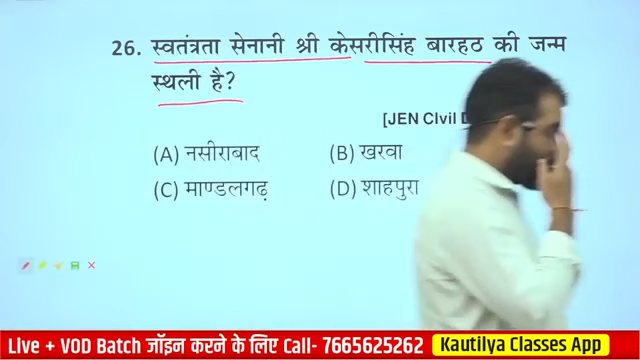 26. स्वतंत्रता सेनानी श्री केसरीसिंह बारहठ की जन्म
स्थली है?
[JEN CIvil
(A) नसीराबाद (B) खरवा
(C) माण्डलगढ़ (D) शाहपुरा
Live + VOD Batch जॉइन करने के लिए Call- 7665625262 Kautilya Classes App